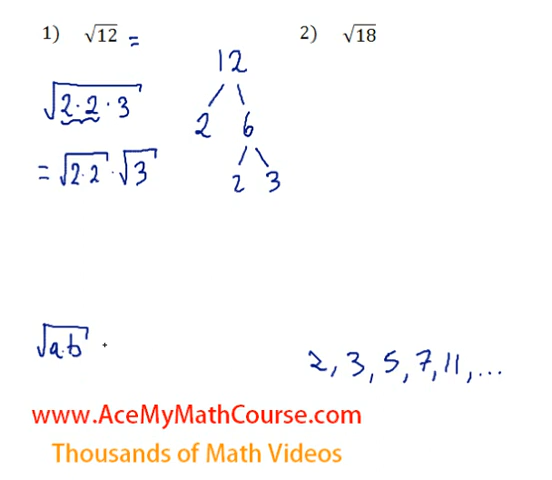 1) √12 =
2) √18
12
2 6
2 3
√2·2·3
= √2·2 · √3
√a·b ·
2, 3, 5, 7, 11, ...
www.AceMyMathCourse.com
Thousands of Math Videos